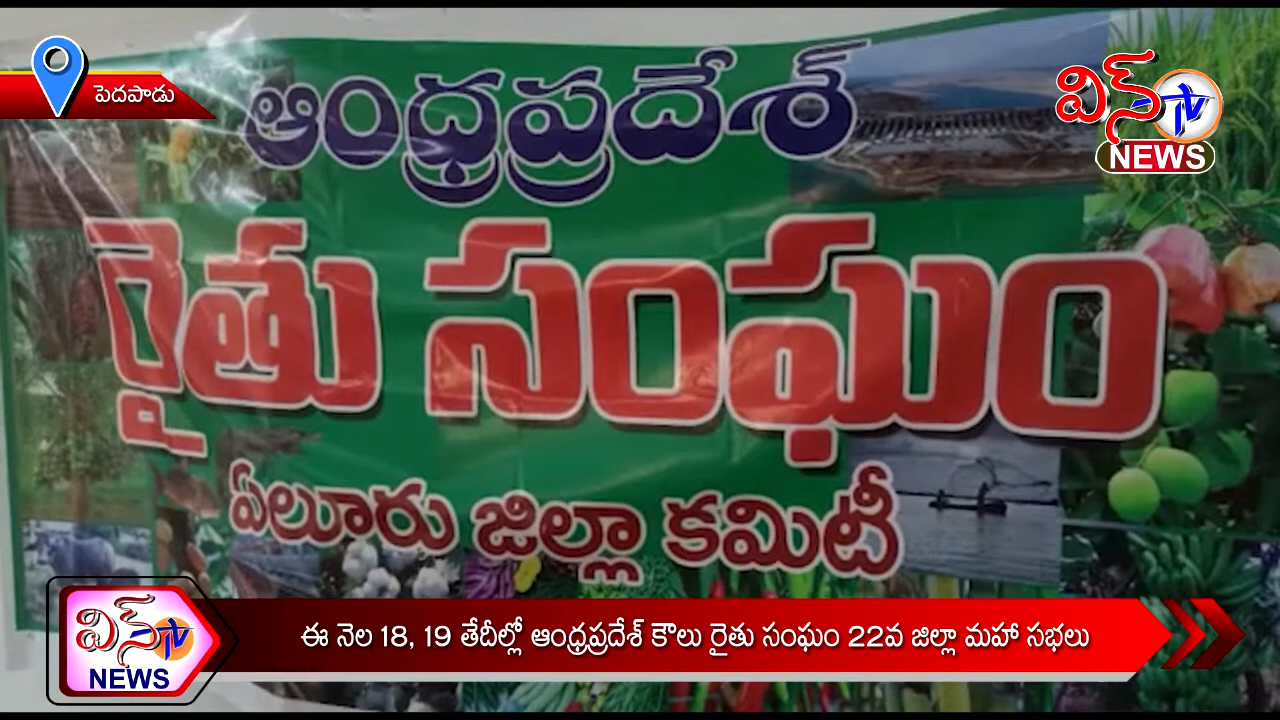 పెదపాడు
విన్ TV
NEWS
ఆంధ్రప్రదేశ్
రైతు సంఘం
ఏలూరు జిల్లా కమిటీ
విన్ TV
NEWS
ఈ నెల 18, 19 తేదీల్లో ఆంధ్రప్రదేశ్ కౌలు రైతు సంఘం 22వ జిల్లా మహా సభలు